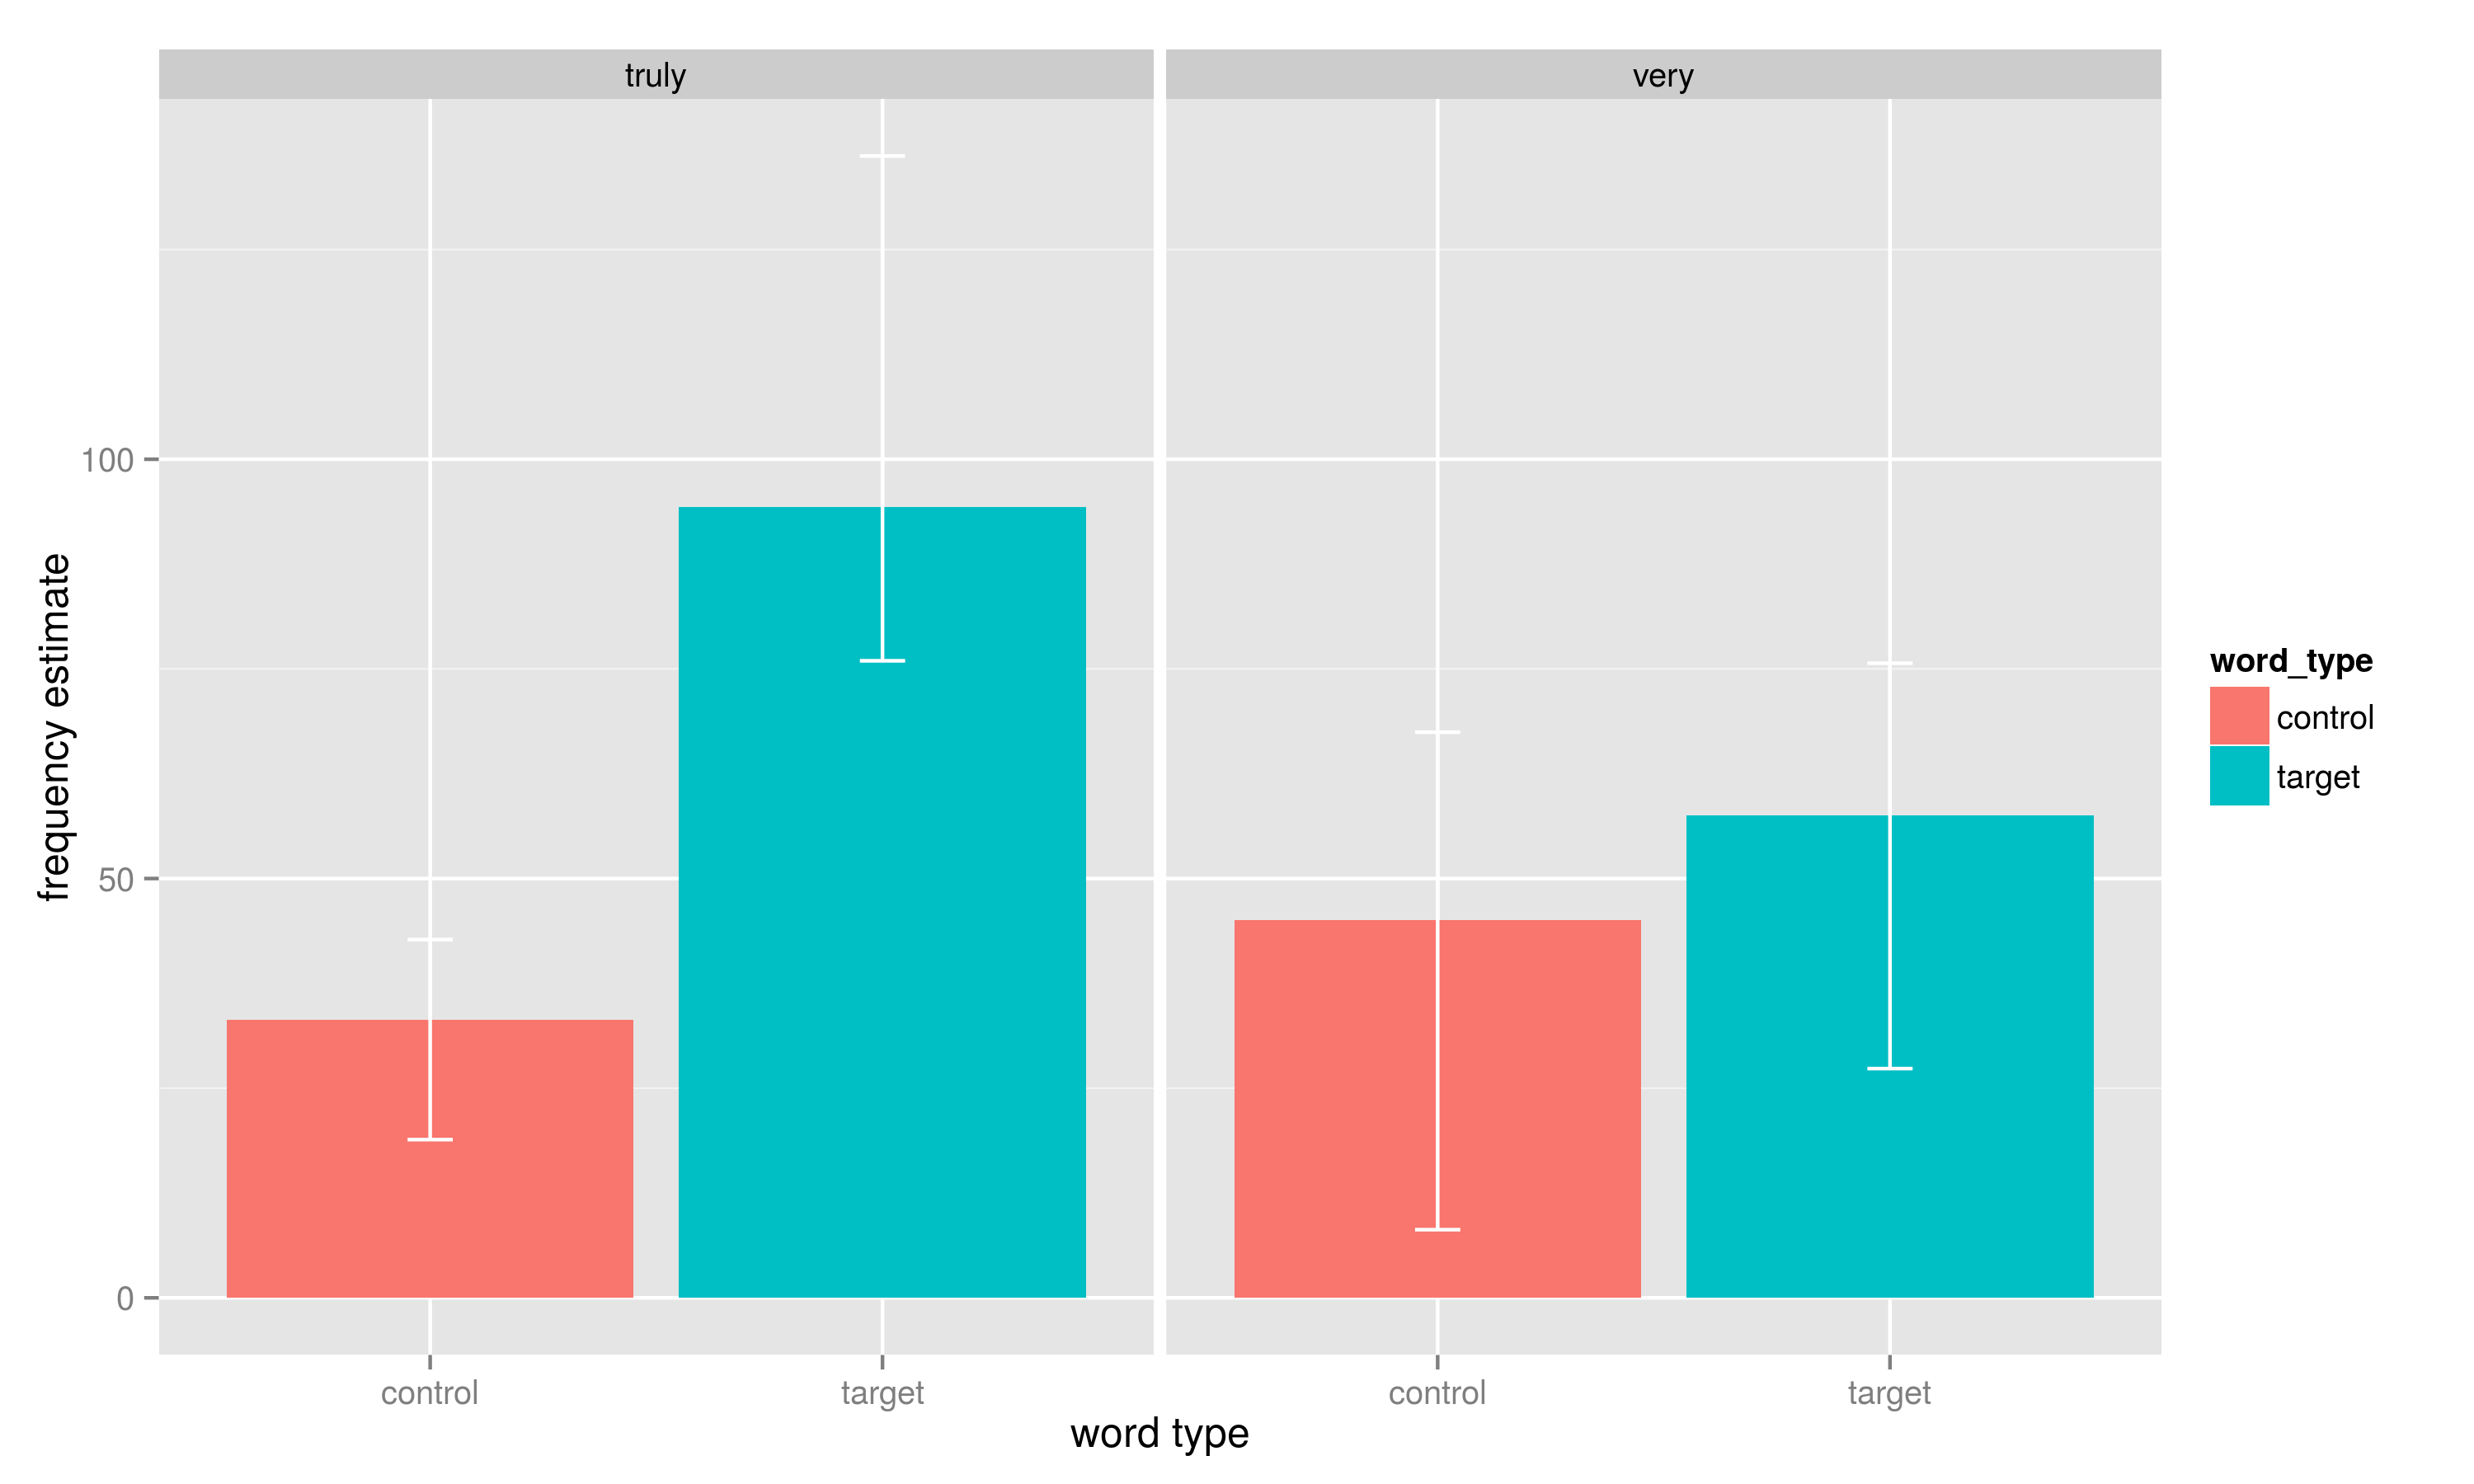 truly
very
100
50
0
frequency estimate
control
target
control
target
word type
word_type
control
target